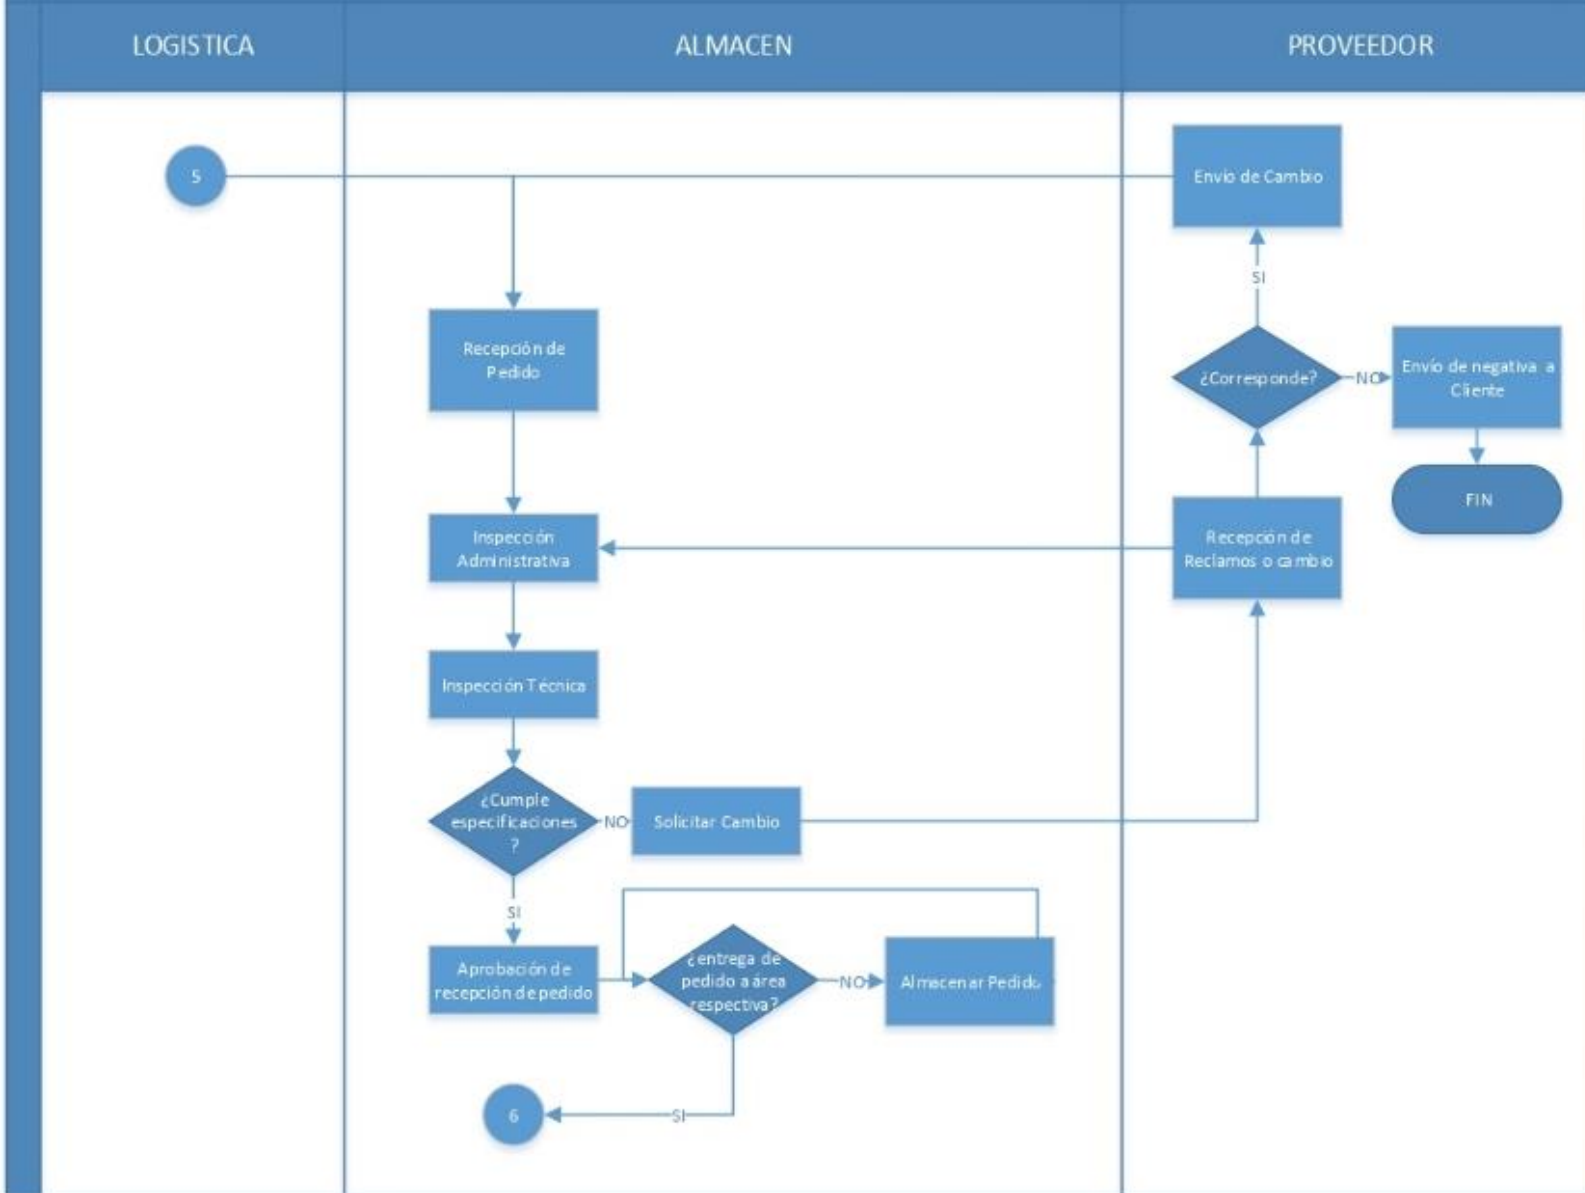 LOGISTICA
ALMACEN
PROVEEDOR
5
Envío de Cambio
SI
Recepción de
Pedido
¿Corresponde?
NO
Envío de negativa a
Cliente
FIN
Inspección
Administrativa
Recepción de
Reclamos o cambio
Inspección Técnica
¿Cumple
especificaciones
?
NO
Solicitar Cambio
SI
Aprobación de
recepción de pedido
¿entrega de
pedido a área
respectiva?
NO
Almacenar Pedido
6
SI